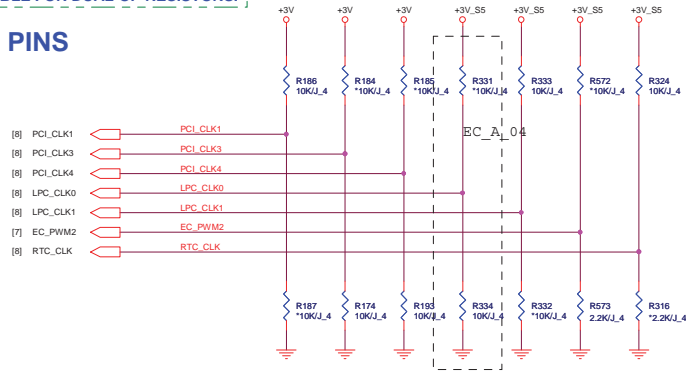 PINS
+3V +3V +3V +3V_S5 +3V_S5 +3V_S5 +3V_S5
R186 R184 R185 R331 R333 R572 R324
10K/J_4 *10K/J_4 *10K/J_4 *10K/J_4 10K/J_4 *10K/J_4 10K/J_4
EC_A_04
[8] PCI_CLK1 PCI_CLK1
[8] PCI_CLK3 PCI_CLK3
[8] PCI_CLK4 PCI_CLK4
[8] LPC_CLK0 LPC_CLK0
[8] LPC_CLK1 LPC_CLK1
[7] EC_PWM2 EC_PWM2
[8] RTC_CLK RTC_CLK
R187 R174 R193 R334 R332 R573 R316
*10K/J_4 10K/J_4 10K/J_4 10K/J_4 *10K/J_4 2.2K/J_4 *2.2K/J_4